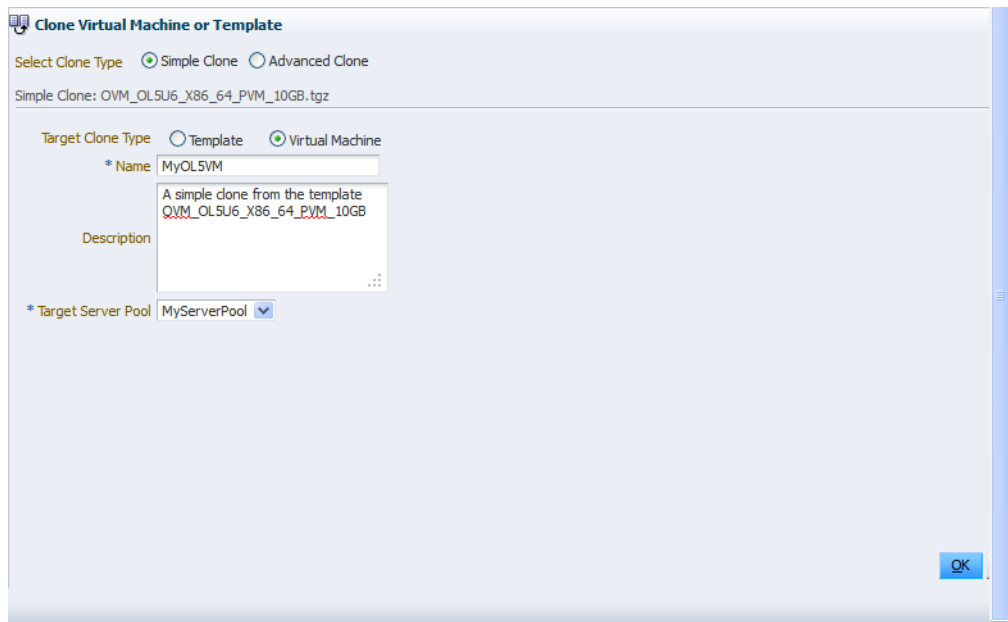 Clone Virtual Machine or Template
Select Clone Type Simple Clone Advanced Clone
Simple Clone: OVM_OL5U6_X86_64_PVM_10GB.tgz
Target Clone Type Template Virtual Machine
* Name MyOL5VM
A simple clone from the template
OVM_OL5U6_X86_64_PVM_10GB
Description
* Target Server Pool MyServerPool
OK